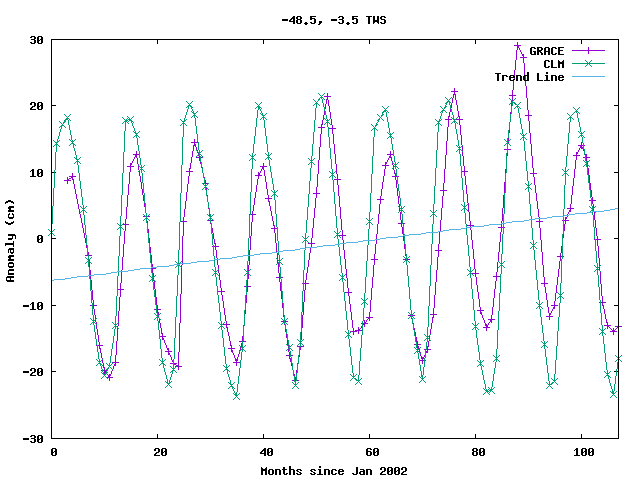 -48.5, -3.5 TWS
30
GRACE
CLM
Trend Line
20
10
0
-10
-20
-30
Anomaly (cm)
0 20 40 60 80 100
Months since Jan 2002